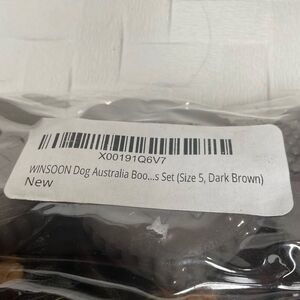 X00191Q6V7
WINSOON Dog Australia Boo...s Set (Size 5, Dark Brown)
New